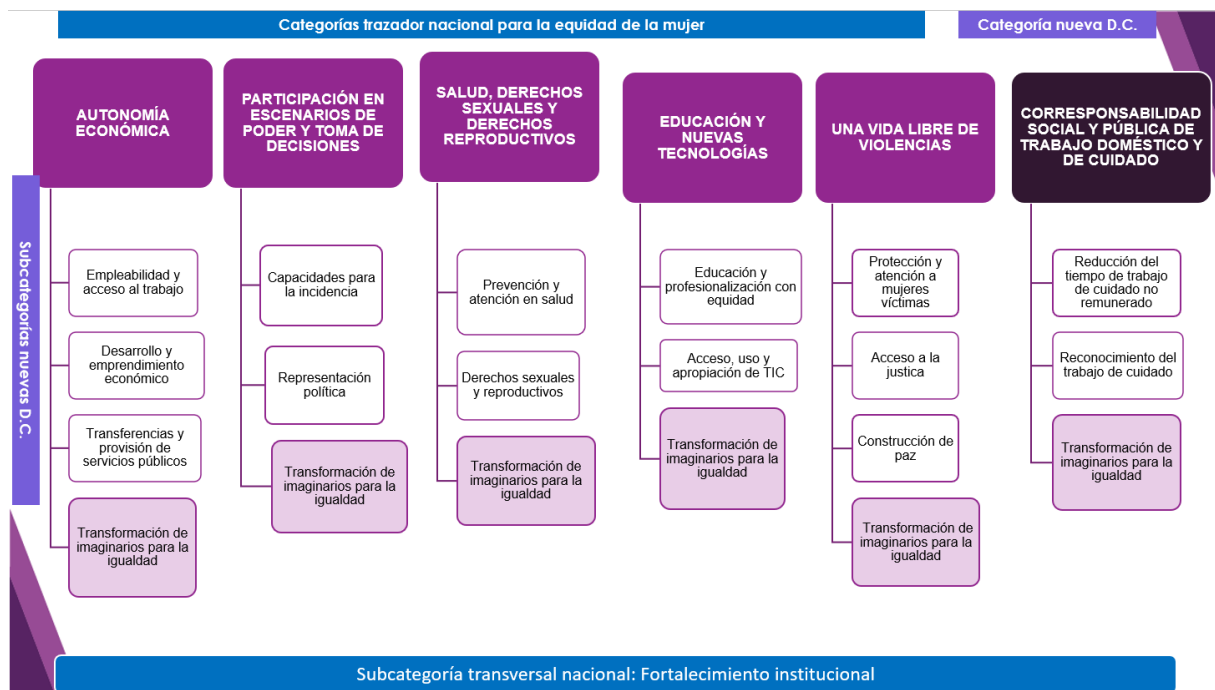 Categorías trazador nacional para la equidad de la mujer
Categoría nueva D.C.
Subcategorías nuevas D.C.
AUTONOMÍA
ECONÓMICA
Empleabilidad y
acceso al trabajo
Desarrollo y
emprendimiento
económico
Transferencias y
provisión de
servicios públicos
Transformación de
imaginarios para la
igualdad
PARTICIPACIÓN EN
ESCENARIOS DE
PODER Y TOMA DE
DECISIONES
Capacidades para
la incidencia
Representación
política
Transformación de
imaginarios para la
igualdad
SALUD, DERECHOS
SEXUALES Y
DERECHOS
REPRODUCTIVOS
Prevención y
atención en salud
Derechos sexuales
y reproductivos
Transformación de
imaginarios para la
igualdad
EDUCACIÓN Y
NUEVAS
TECNOLOGÍAS
Educación y
profesionalización con
equidad
Acceso, uso y
apropiación de TIC
Transformación de
imaginarios para la
igualdad
UNA VIDA LIBRE DE
VIOLENCIAS
Protección y
atención a
mujeres
víctimas
Acceso a la
justicia
Construcción de
paz
Transformación de
imaginarios para la
igualdad
CORRESPONSABILIDAD
SOCIAL Y PÚBLICA DE
TRABAJO DOMÉSTICO Y
DE CUIDADO
Reducción del
tiempo de trabajo
de cuidado no
remunerado
Reconocimiento del
trabajo de cuidado
Transformación de
imaginarios para la
igualdad
Subcategoría transversal nacional: Fortalecimiento institucional